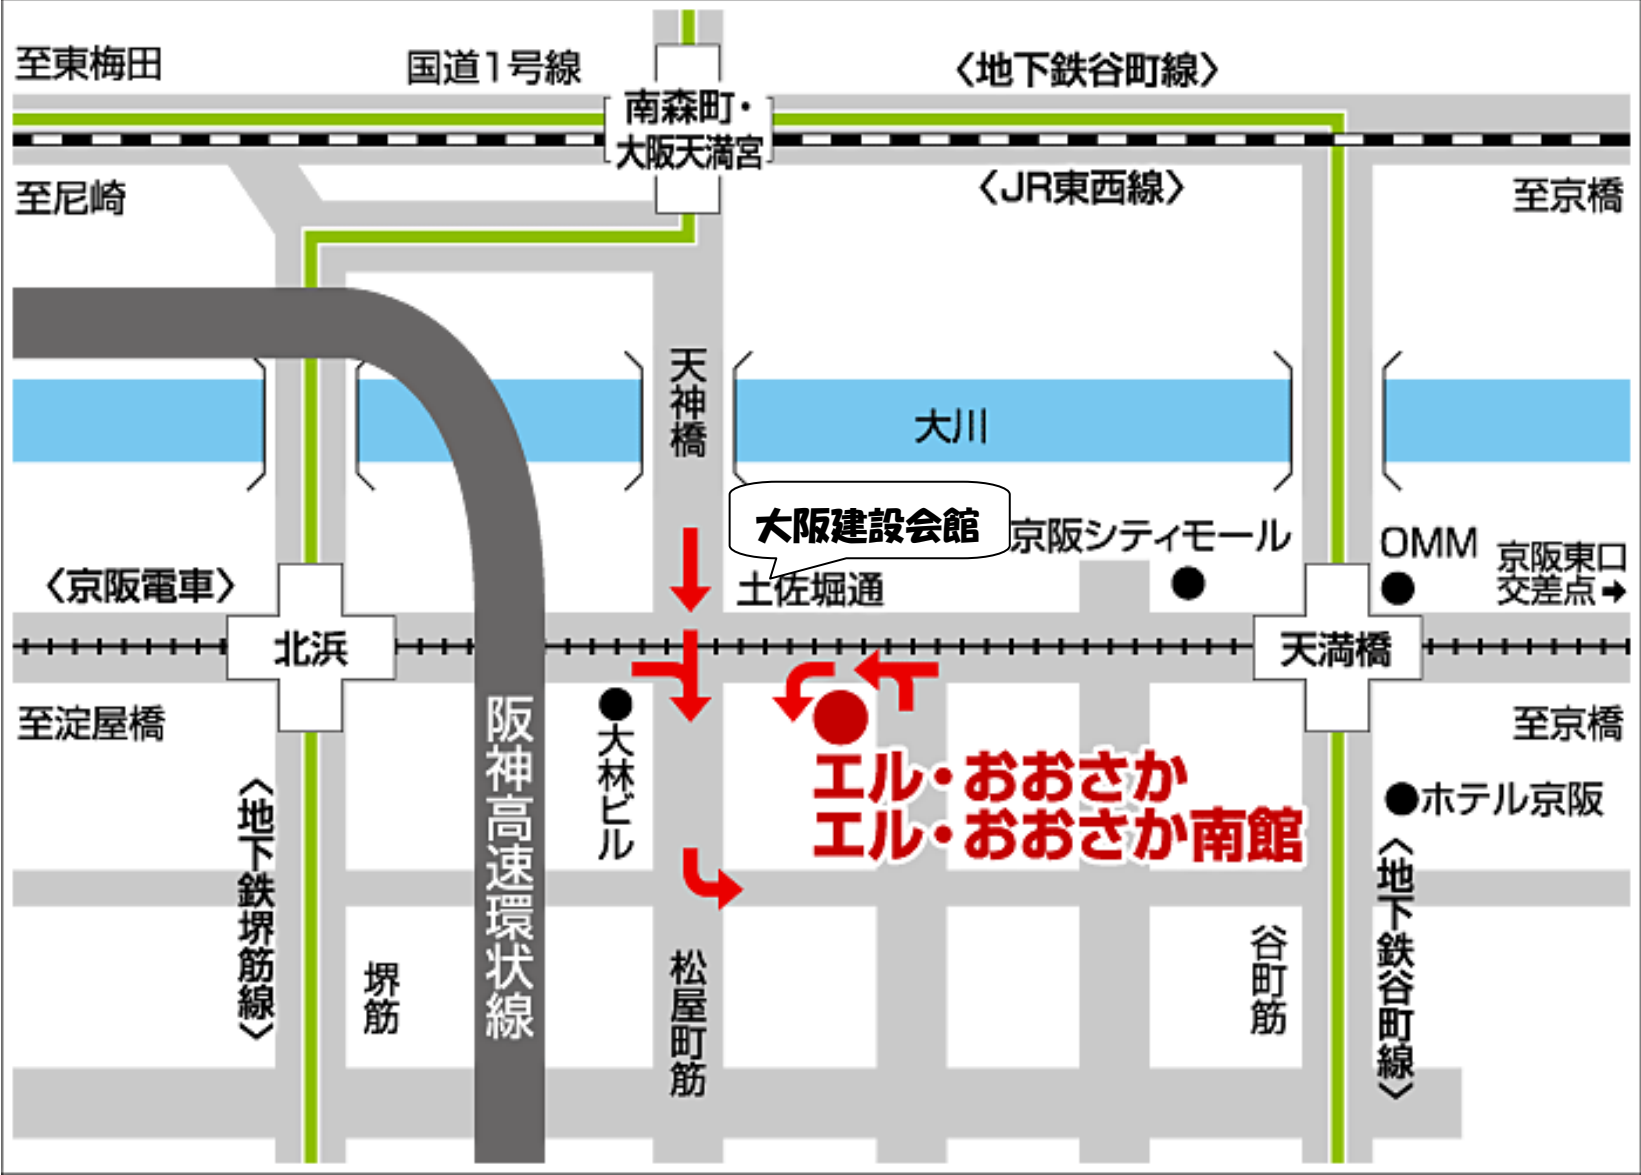 至東梅田
国道1号線
〈地下鉄谷町線〉
南森町・
大阪天満宮
至尼崎
〈JR東西線〉
至京橋
天神橋
大川
大阪建設会館
京阪シティモール
OMM
京阪東口
交差点➡
〈京阪電車〉
土佐堀通
北浜
天満橋
至淀屋橋
阪神高速環状線
大林ビル
エル・おおさか
エル・おおさか南館
至京橋
ホテル京阪
〈地下鉄堺筋線〉
堺筋
松屋町筋
谷町筋
〈地下鉄谷町線〉